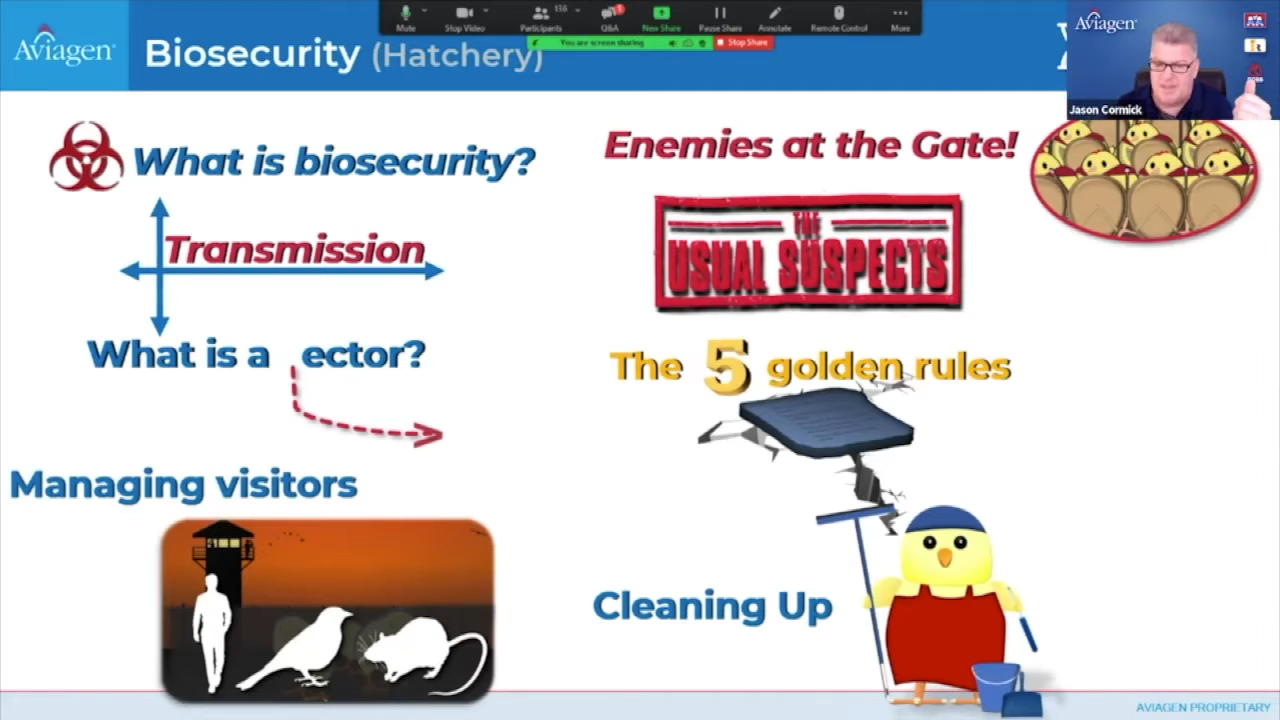 Mute
Stop Video
Participants
136
Q&A
1
New Share
Pause Share
Annotate
Remote Control
More
You are screen sharing
Stop Share
Aviagen
Biosecurity (Hatchery)
Aviagen
Jason Cormick
What is biosecurity?
Enemies at the Gate!
Transmission
THE
USUAL SUSPECTS
What is a ector?
The 5 golden rules
Managing visitors
Cleaning Up
AVIAGEN PROPRIETARY